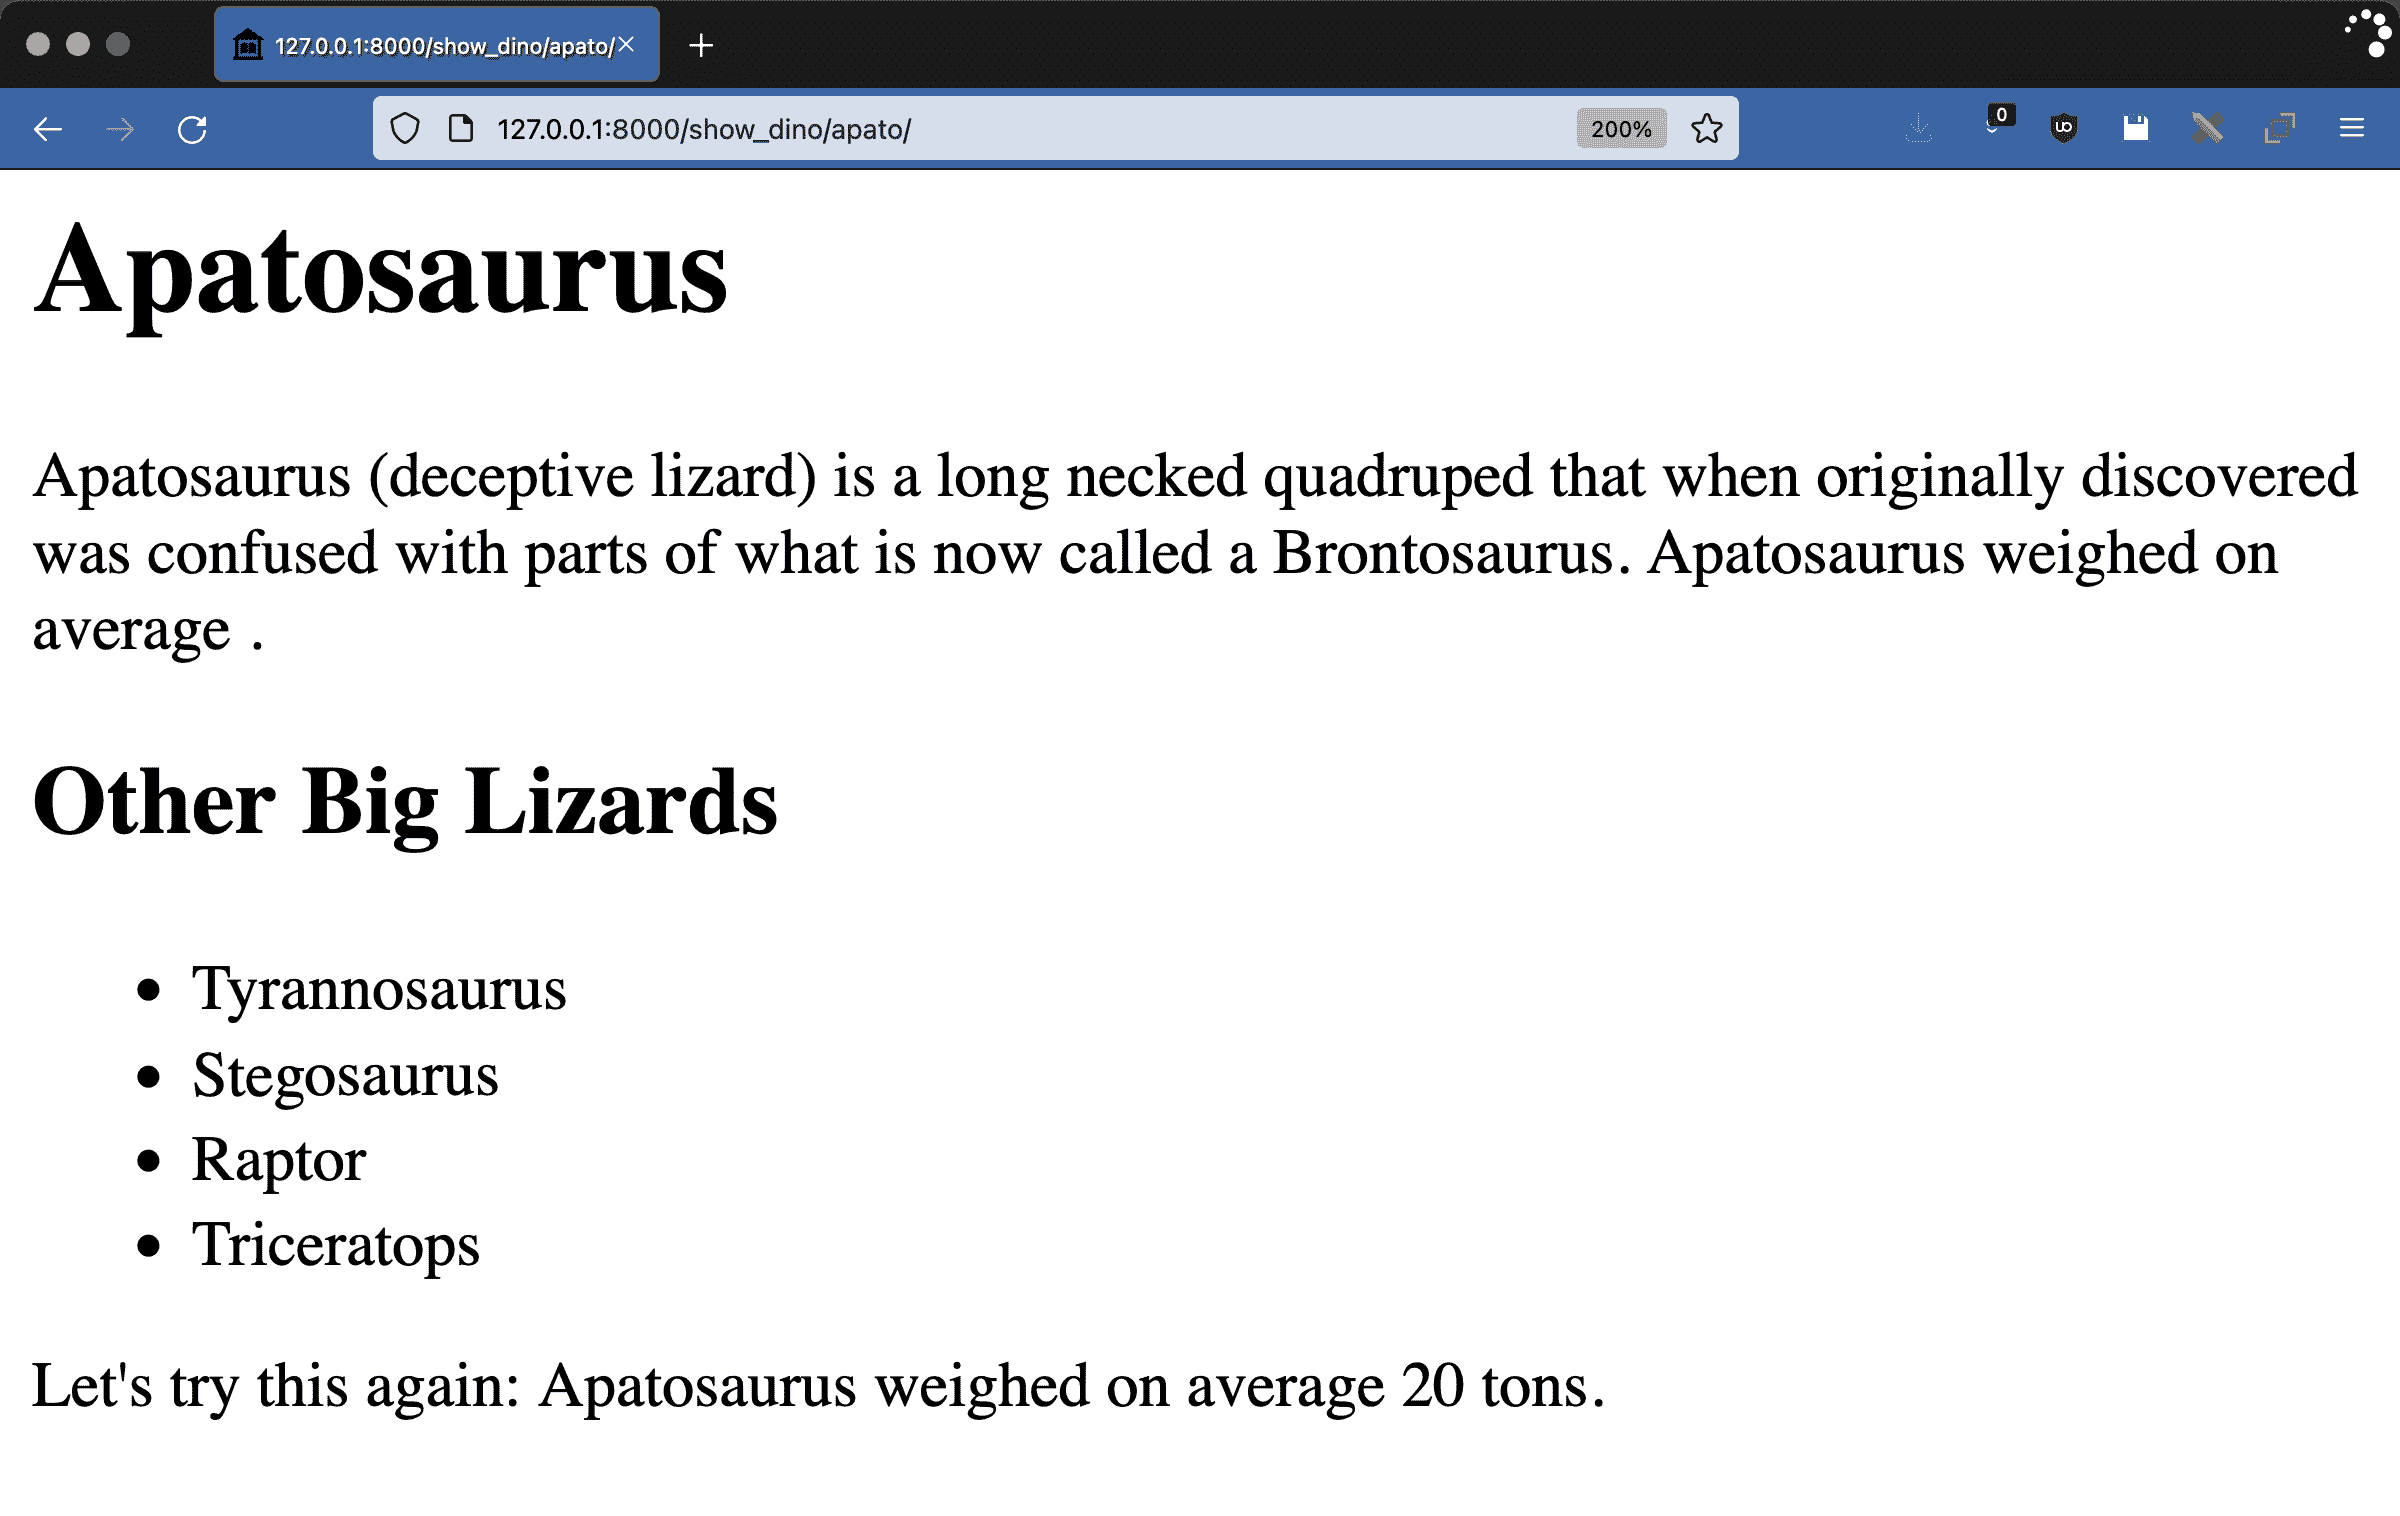 127.0.0.1:8000/show_dino/apato/
127.0.0.1:8000/show_dino/apato/
200%
0
Apatosaurus
Apatosaurus (deceptive lizard) is a long necked quadruped that when originally discovered
was confused with parts of what is now called a Brontosaurus. Apatosaurus weighed on
average .
Other Big Lizards
• Tyrannosaurus
• Stegosaurus
• Raptor
• Triceratops
Let's try this again: Apatosaurus weighed on average 20 tons.